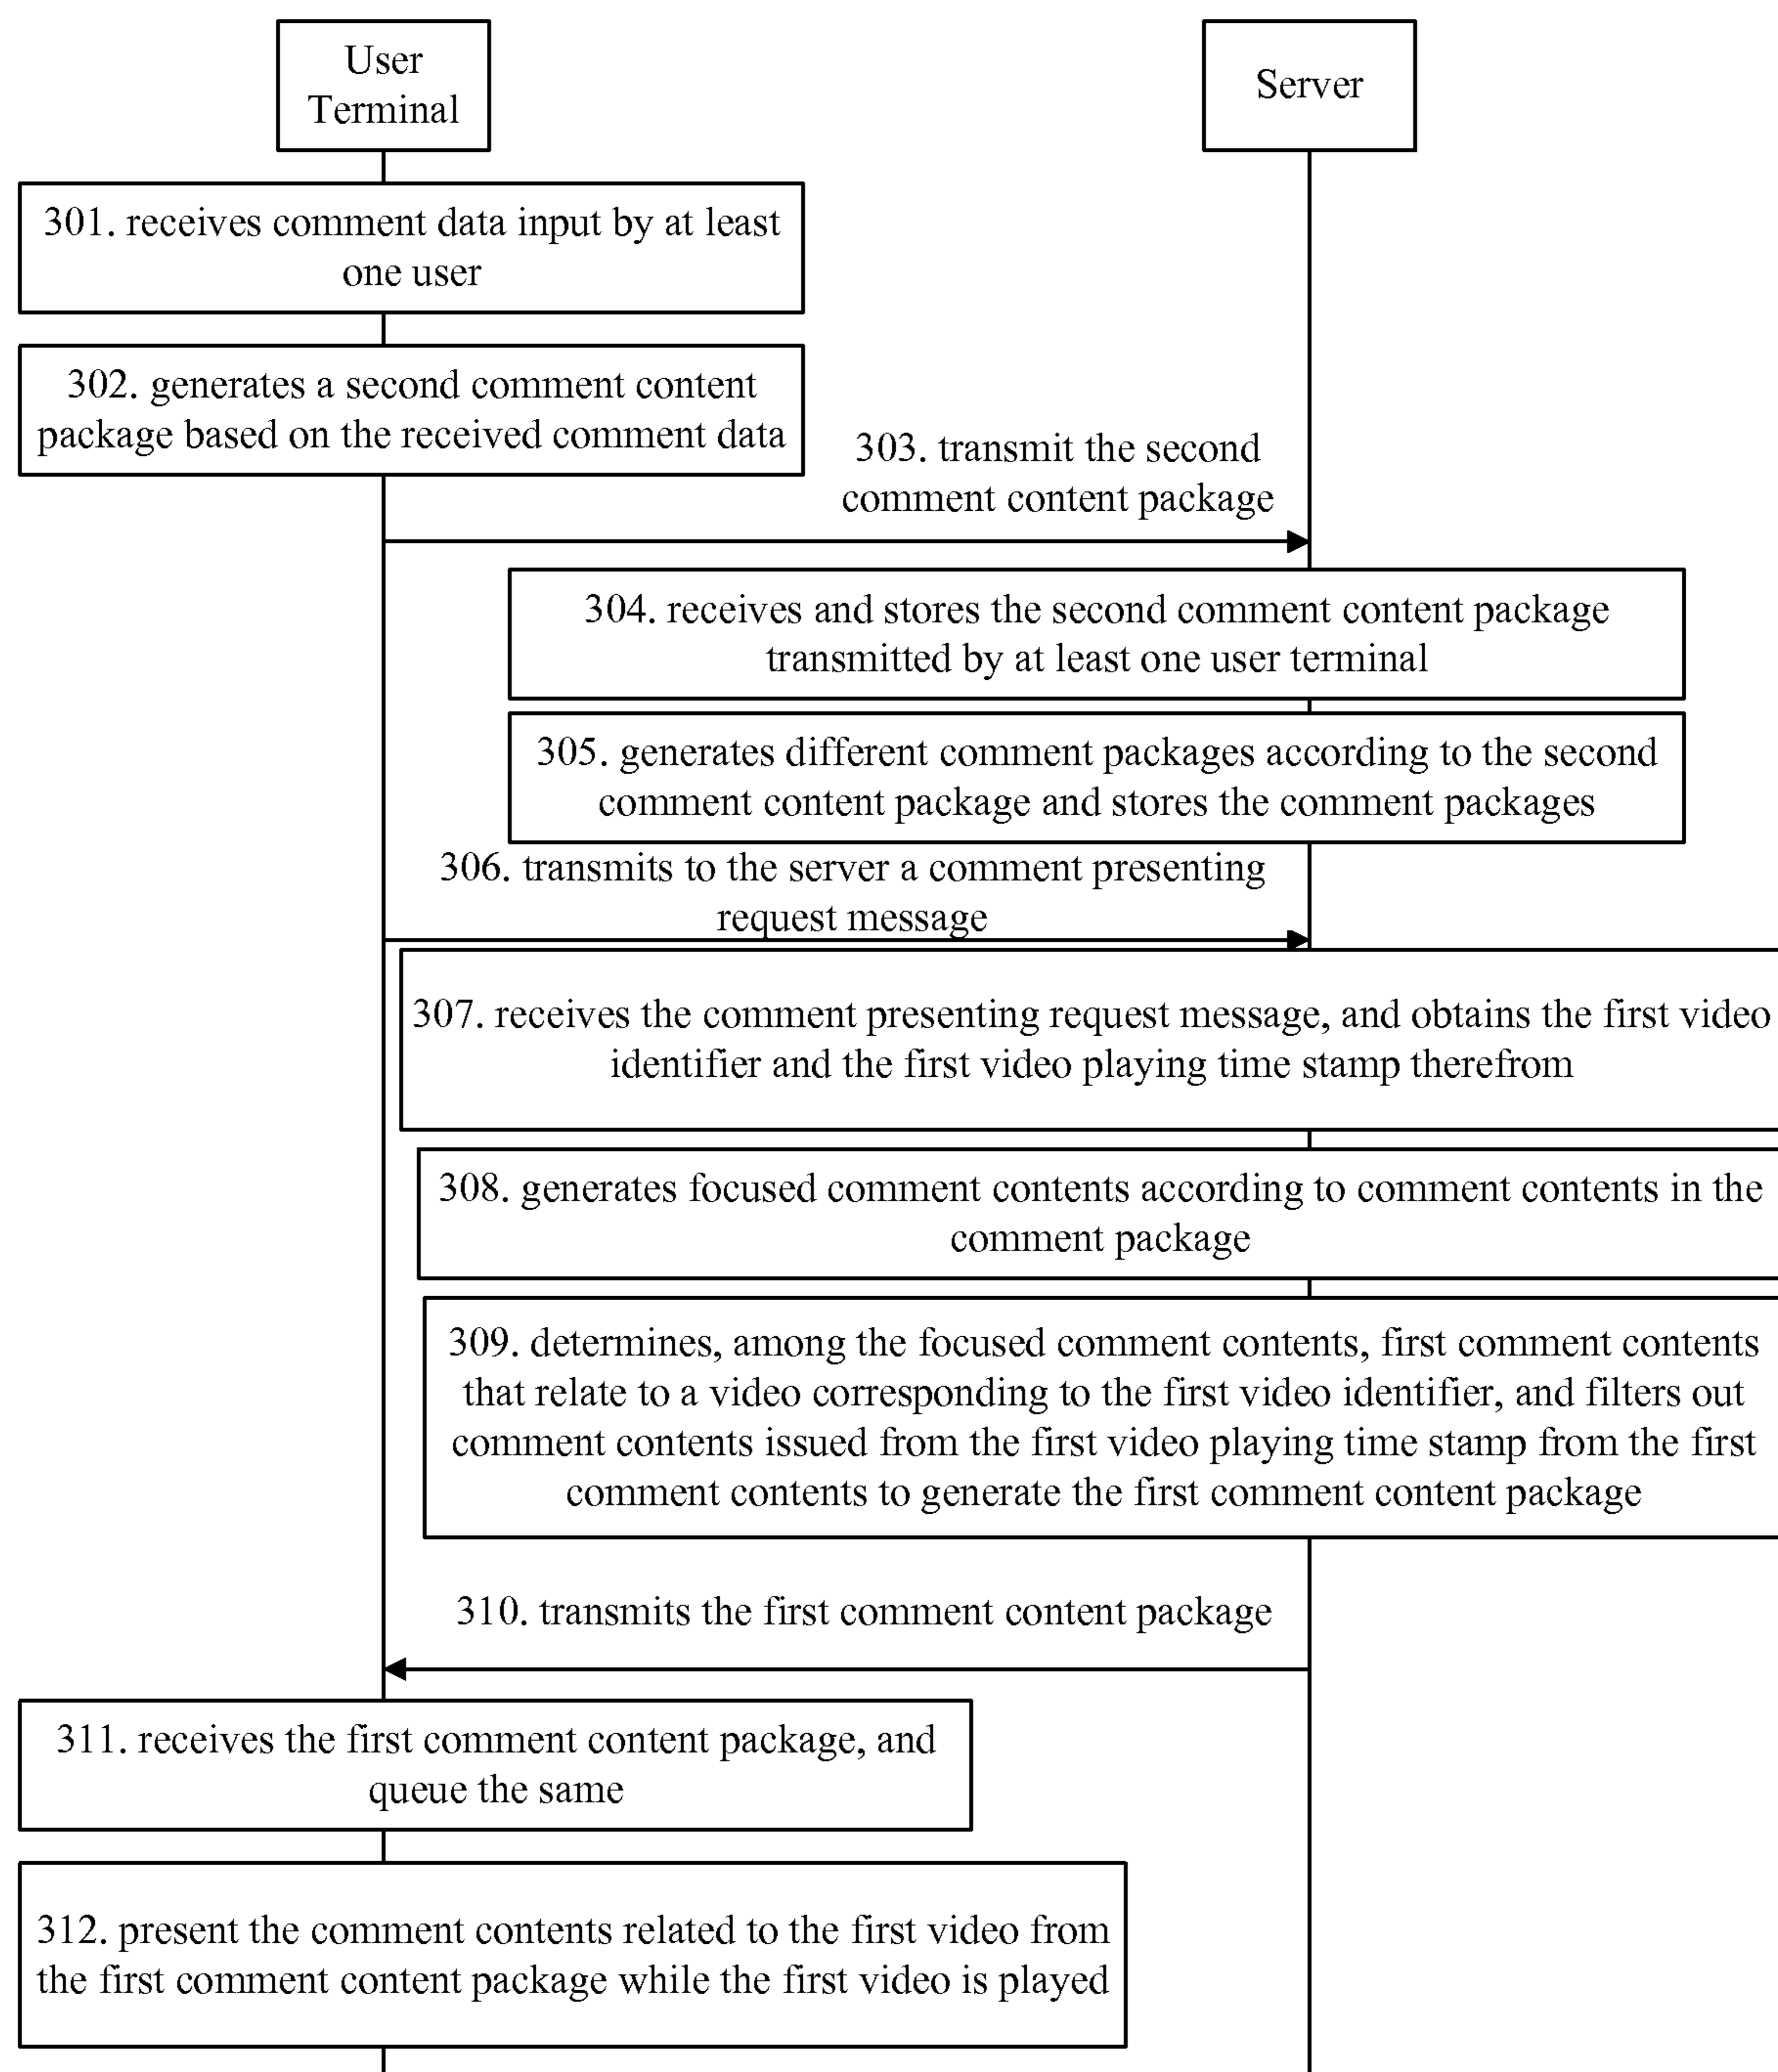 User
Terminal
Server
301. receives comment data input by at least
one user
302. generates a second comment content
package based on the received comment data
303. transmit the second
comment content package
304. receives and stores the second comment content package
transmitted by at least one user terminal
305. generates different comment packages according to the second
comment content package and stores the comment packages
306. transmits to the server a comment presenting
request message
307. receives the comment presenting request message, and obtains the first video
identifier and the first video playing time stamp therefrom
308. generates focused comment contents according to comment contents in the
comment package
309. determines, among the focused comment contents, first comment contents
that relate to a video corresponding to the first video identifier, and filters out
comment contents issued from the first video playing time stamp from the first
comment contents to generate the first comment content package
310. transmits the first comment content package
311. receives the first comment content package, and
queue the same
312. present the comment contents related to the first video from
the first comment content package while the first video is played